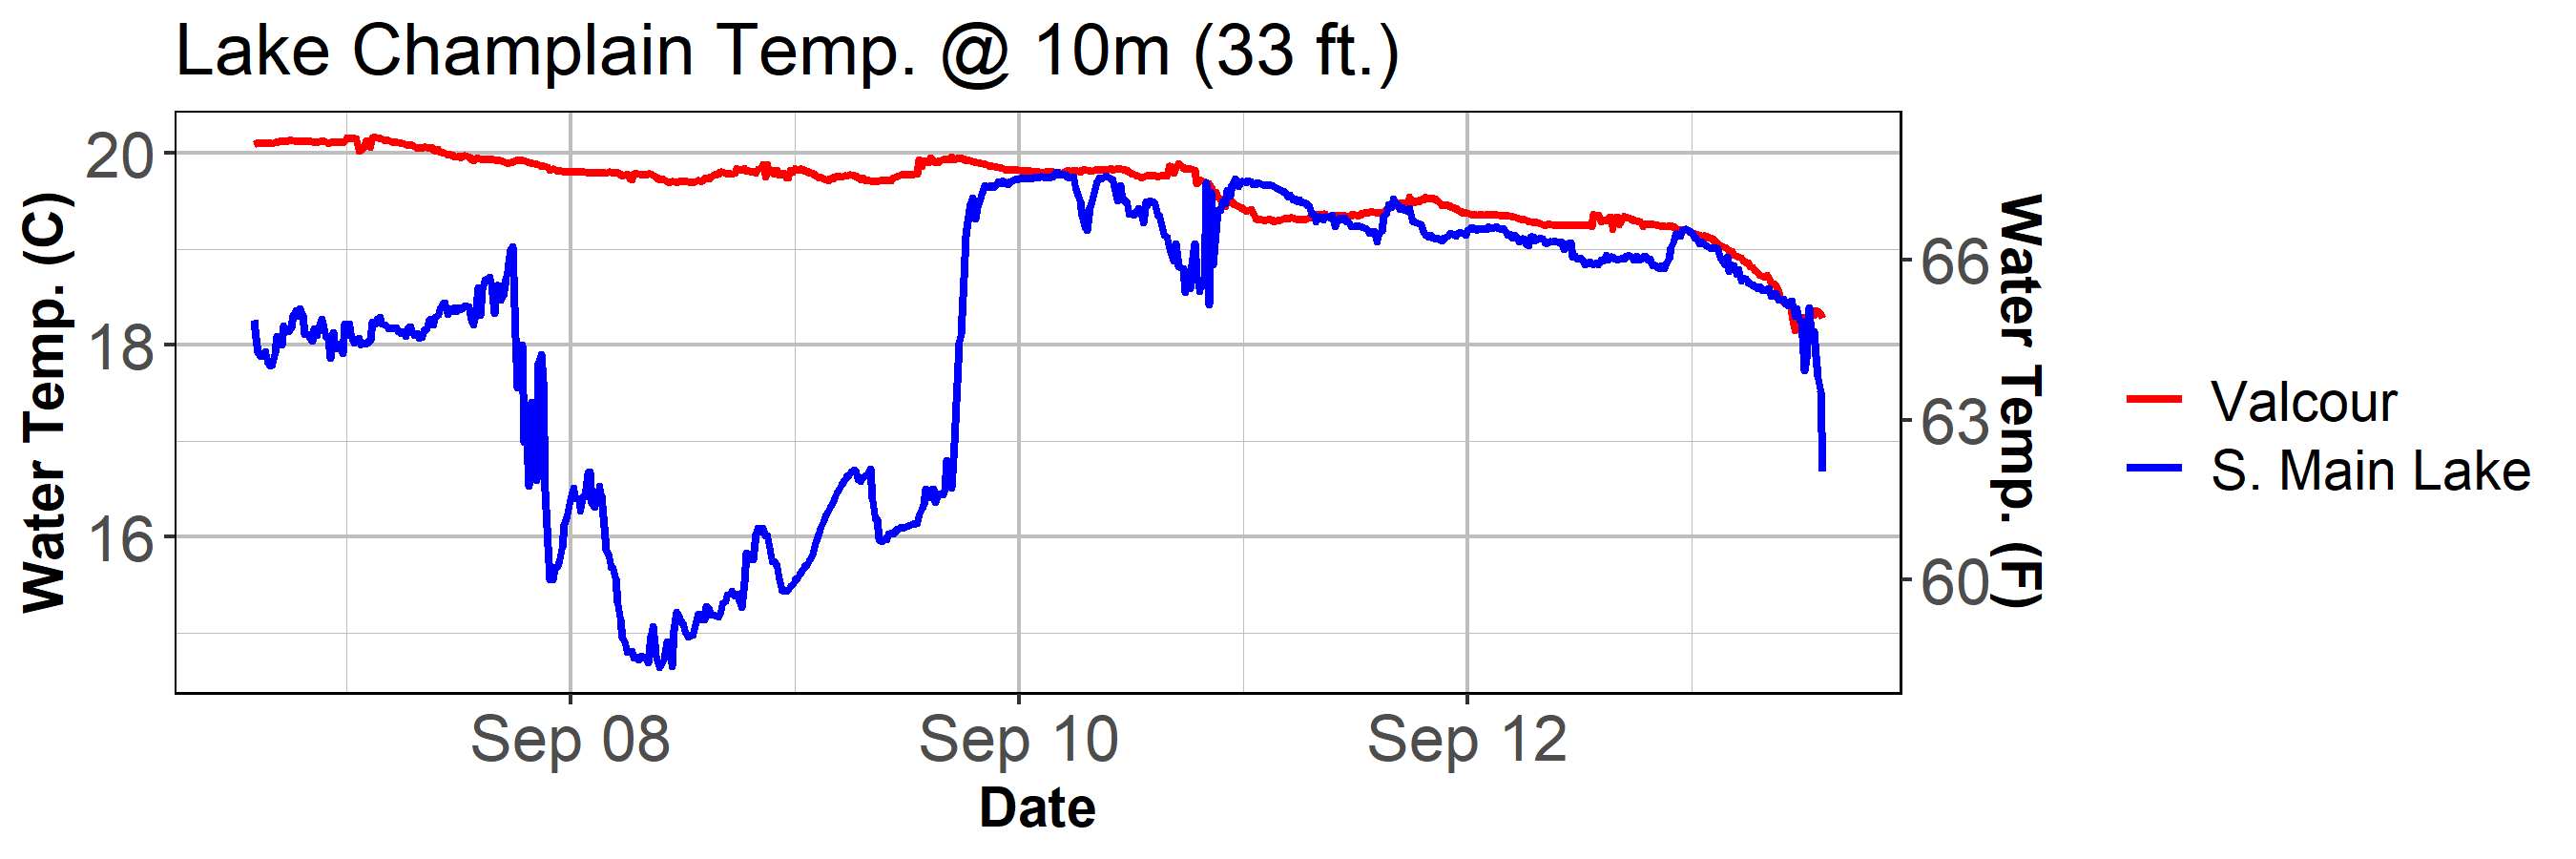 Lake Champlain Temp. @ 10m (33 ft.)
Water Temp. (C)
20
18
16
Water Temp. (F)
66
63
60
Sep 08
Sep 10
Sep 12
Date
Valcour
S. Main Lake